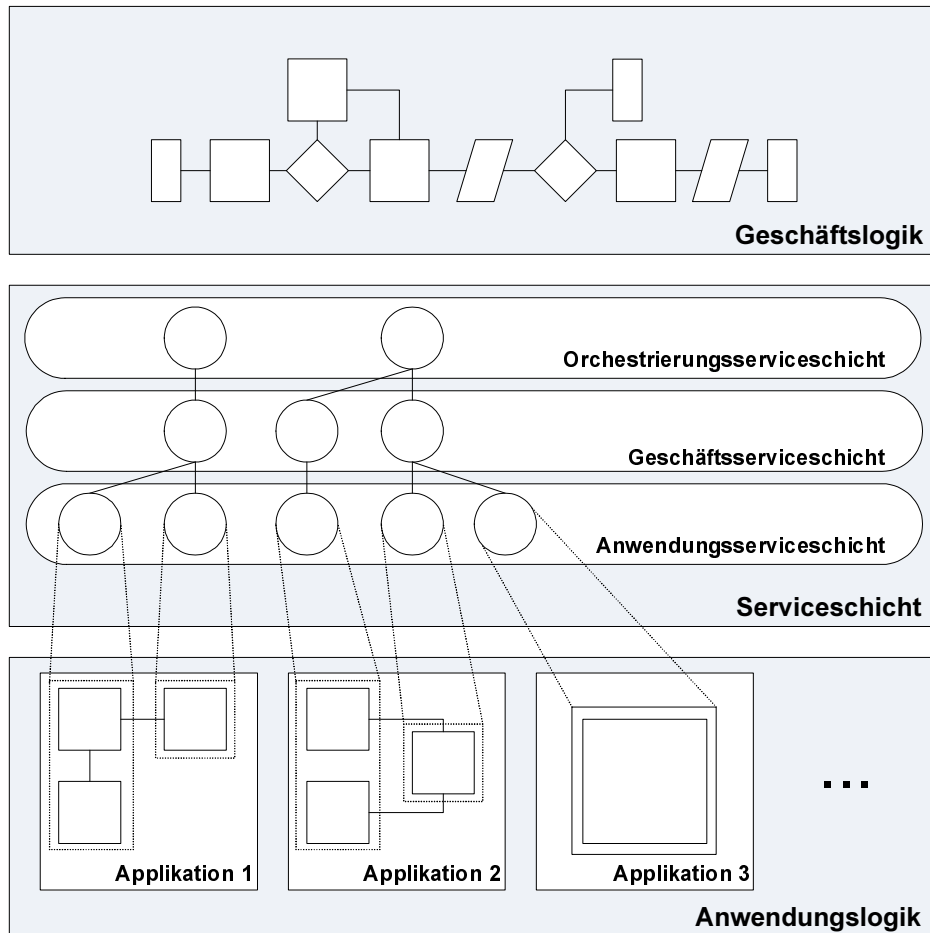 Geschäftslogik
Orchestrierungsserviceschicht
Geschäftsserviceschicht
Anwendungsserviceschicht
Serviceschicht
Applikation 1
Applikation 2
Applikation 3
...
Anwendungslogik